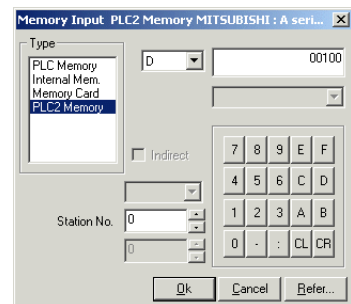 Memory Input PLC2 Memory MITSUBISHI : A seri...
Type
PLC Memory
Internal Mem.
Memory Card
PLC2 Memory
D
00100
Indirect
Station No.
0
0
7 8 9 E F
4 5 6 C D
1 2 3 A B
0 - : CL CR
Ok
Cancel
Refer...